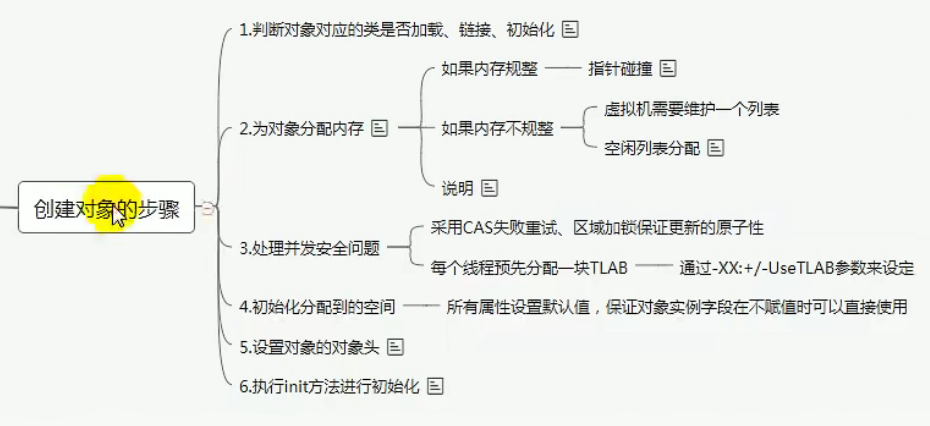 创建对象的步骤
1.判断对象对应的类是否加载、链接、初始化
2.为对象分配内存
如果内存规整
指针碰撞
如果内存不规整
虚拟机需要维护一个列表
空闲列表分配
说明
3.处理并发安全问题
采用CAS失败重试、区域加锁保证更新的原子性
每个线程预先分配一块TLAB
通过-XX:+/-UseTLAB参数来设定
4.初始化分配到的空间
所有属性设置默认值，保证对象实例字段在不赋值时可以直接使用
5.设置对象的对象头
6.执行init方法进行初始化